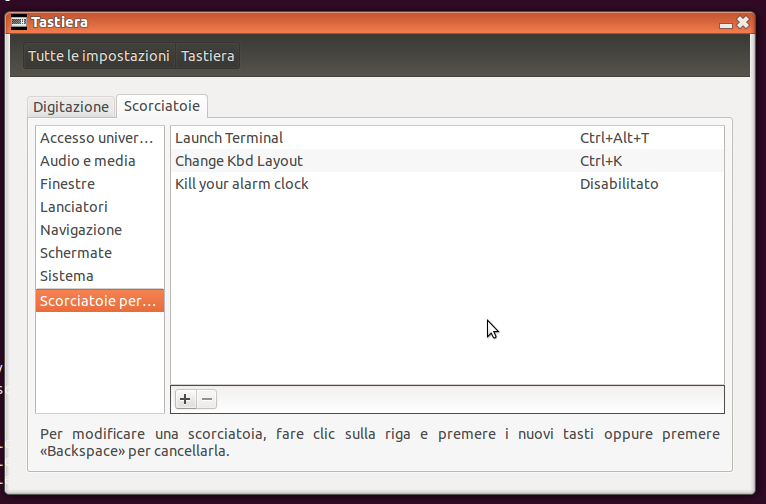 Tastiera
Tutte le impostazioni Tastiera
Digitazione Scorciatoie
Accesso univer…
Audio e media
Finestre
Lanciatori
Navigazione
Schermate
Sistema
Scorciatoie per…
Launch Terminal Ctrl+Alt+T
Change Kbd Layout Ctrl+K
Kill your alarm clock Disabilitato
Per modificare una scorciatoia, fare clic sulla riga e premere i nuovi tasti oppure premere
«Backspace» per cancellarla.